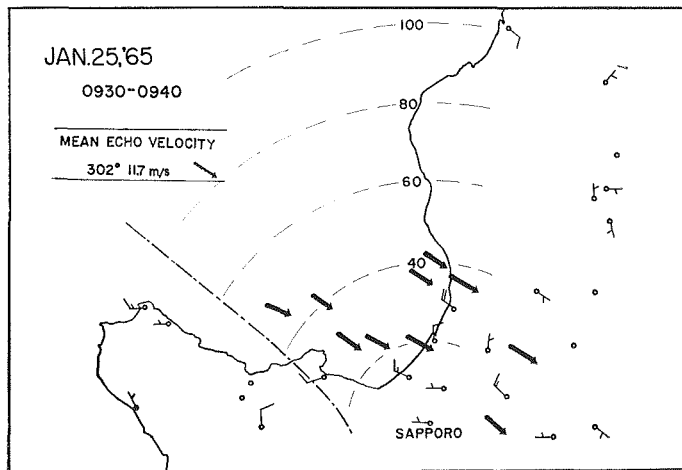 JAN.25,'65
0930-0940
MEAN ECHO VELOCITY
302° 11.7 m/s
100
80
60
40
SAPPORO